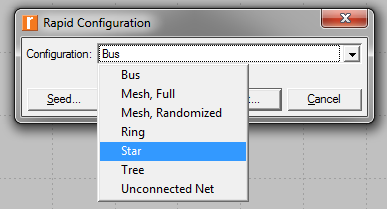 Rapid Configuration
Configuration: Bus
Bus
Mesh, Full
Mesh, Randomized
Ring
Star
Tree
Unconnected Net
Seed...
Cancel